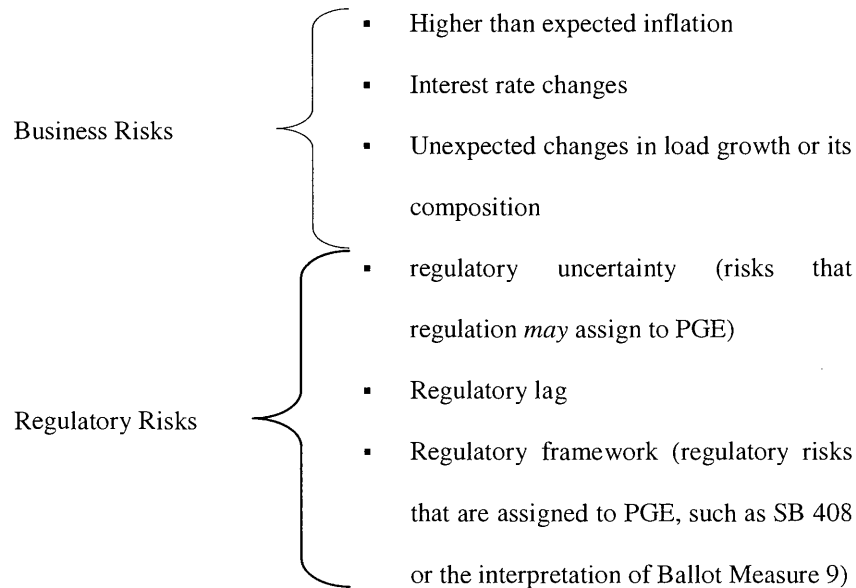 ▪ Higher than expected inflation
▪ Interest rate changes
Business Risks
▪ Unexpected changes in load growth or its
composition
▪ regulatory uncertainty (risks that
regulation may assign to PGE)
▪ Regulatory lag
Regulatory Risks
▪ Regulatory framework (regulatory risks
that are assigned to PGE, such as SB 408
or the interpretation of Ballot Measure 9)